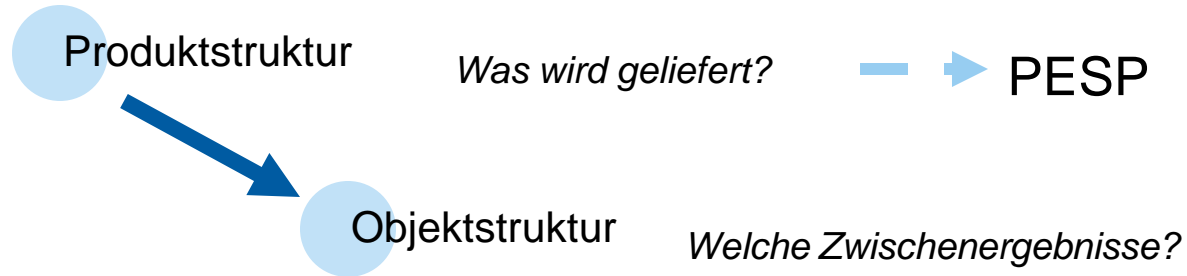 Produktstruktur
Was wird geliefert?
PESP
Objektstruktur
Welche Zwischenergebnisse?